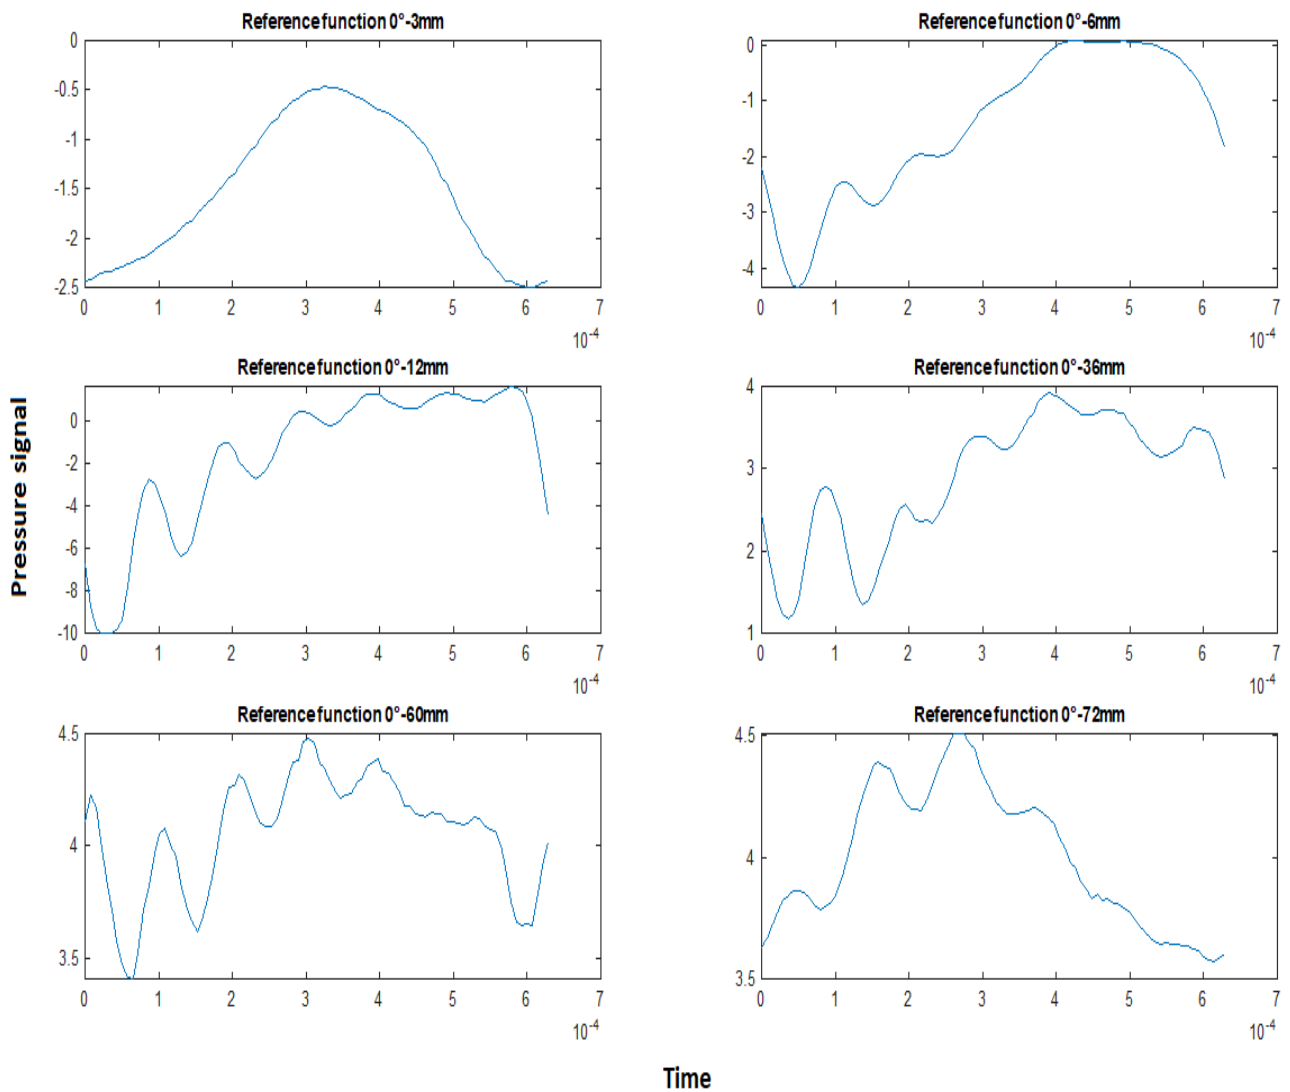 Reference function 0°-3mm
0
-0.5
-1
-1.5
-2
-2.5
0 1 2 3 4 5 6 7
10-4
Reference function 0°-6mm
0
-1
-2
-3
-4
0 1 2 3 4 5 6 7
10-4
Pressure signal
Reference function 0°-12mm
0
-2
-4
-6
-8
-10
0 1 2 3 4 5 6 7
10-4
Reference function 0°-36mm
4
3
2
1
0 1 2 3 4 5 6 7
10-4
Reference function 0°-60mm
4.5
4
3.5
0 1 2 3 4 5 6 7
10-4
Reference function 0°-72mm
4.5
4
3.5
0 1 2 3 4 5 6 7
10-4
Time